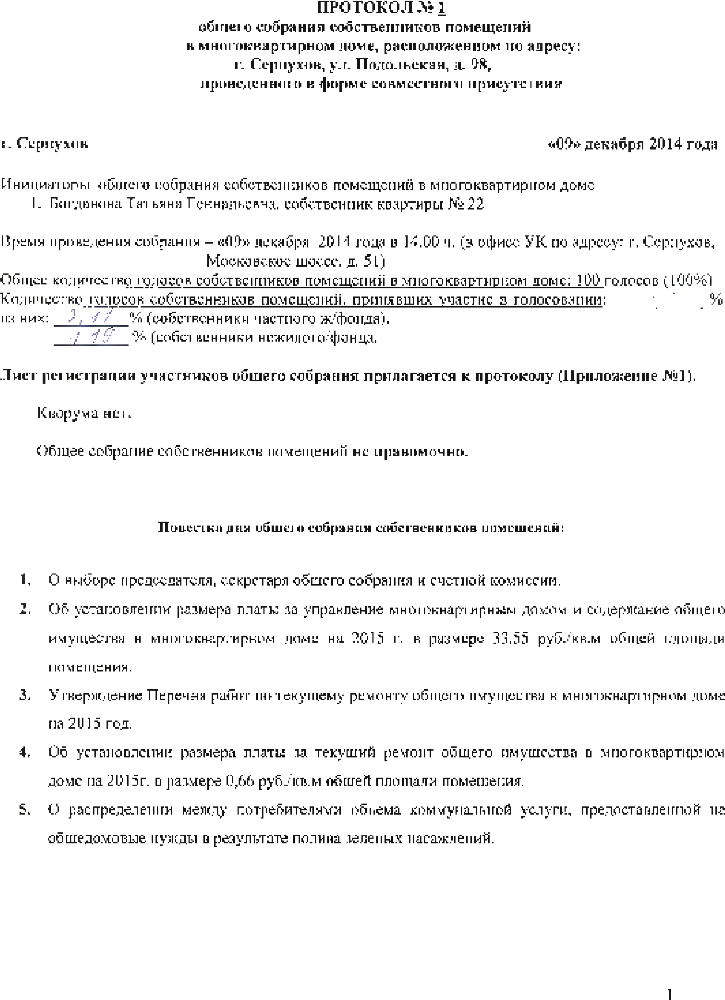 ПРОТОКОЛ № 1
общего собрания собственников помещений
в многоквартирном доме, расположенном по адресу:
г. Серпухов, ул. Подольская, д. 98,
проведенного в форме совместного присутствия
г. Серпухов «09» декабря 2014 года
Инициаторы общего собрания собственников помещений в многоквартирном доме
1. Богданова Татьяна Геннадьевна, собственник квартиры № 22
Время проведения собрания – «09» декабря 2014 года в 14.00 ч. (в офисе УК по адресу: г. Серпухов,
Московское шоссе, д. 51)
Общее количество голосов собственников помещений в многоквартирном доме: 100 голосов (100%)
Количество голосов собственников помещений, принявших участие в голосовании: %
из них: % (собственники частного ж/фонда),
% (собственники нежилого/фонда.
Лист регистрации участников общего собрания прилагается к протоколу (Приложение №1).
Кворума нет.
Общее собрание собственников помещений не правомочно.
Повестка дня общего собрания собственников помещений:
1. О выборе председателя, секретаря общего собрания и счетной комиссии.
2. Об установлении размера платы за управление многоквартирным домом и содержание общего
имущества в многоквартирном доме на 2015 г. в размере 33,55 руб./кв.м общей площади
помещения.
3. Утверждение Перечня работ по текущему ремонту общего имущества в многоквартирном доме
на 2015 год.
4. Об установлении размера платы за текущий ремонт общего имущества в многоквартирном
доме на 2015г. в размере 0,66 руб./кв.м общей площади помещения.
5. О распределении между потребителями объема коммунальной услуги, предоставленной на
общедомовые нужды в результате полива зеленых насаждений.
1